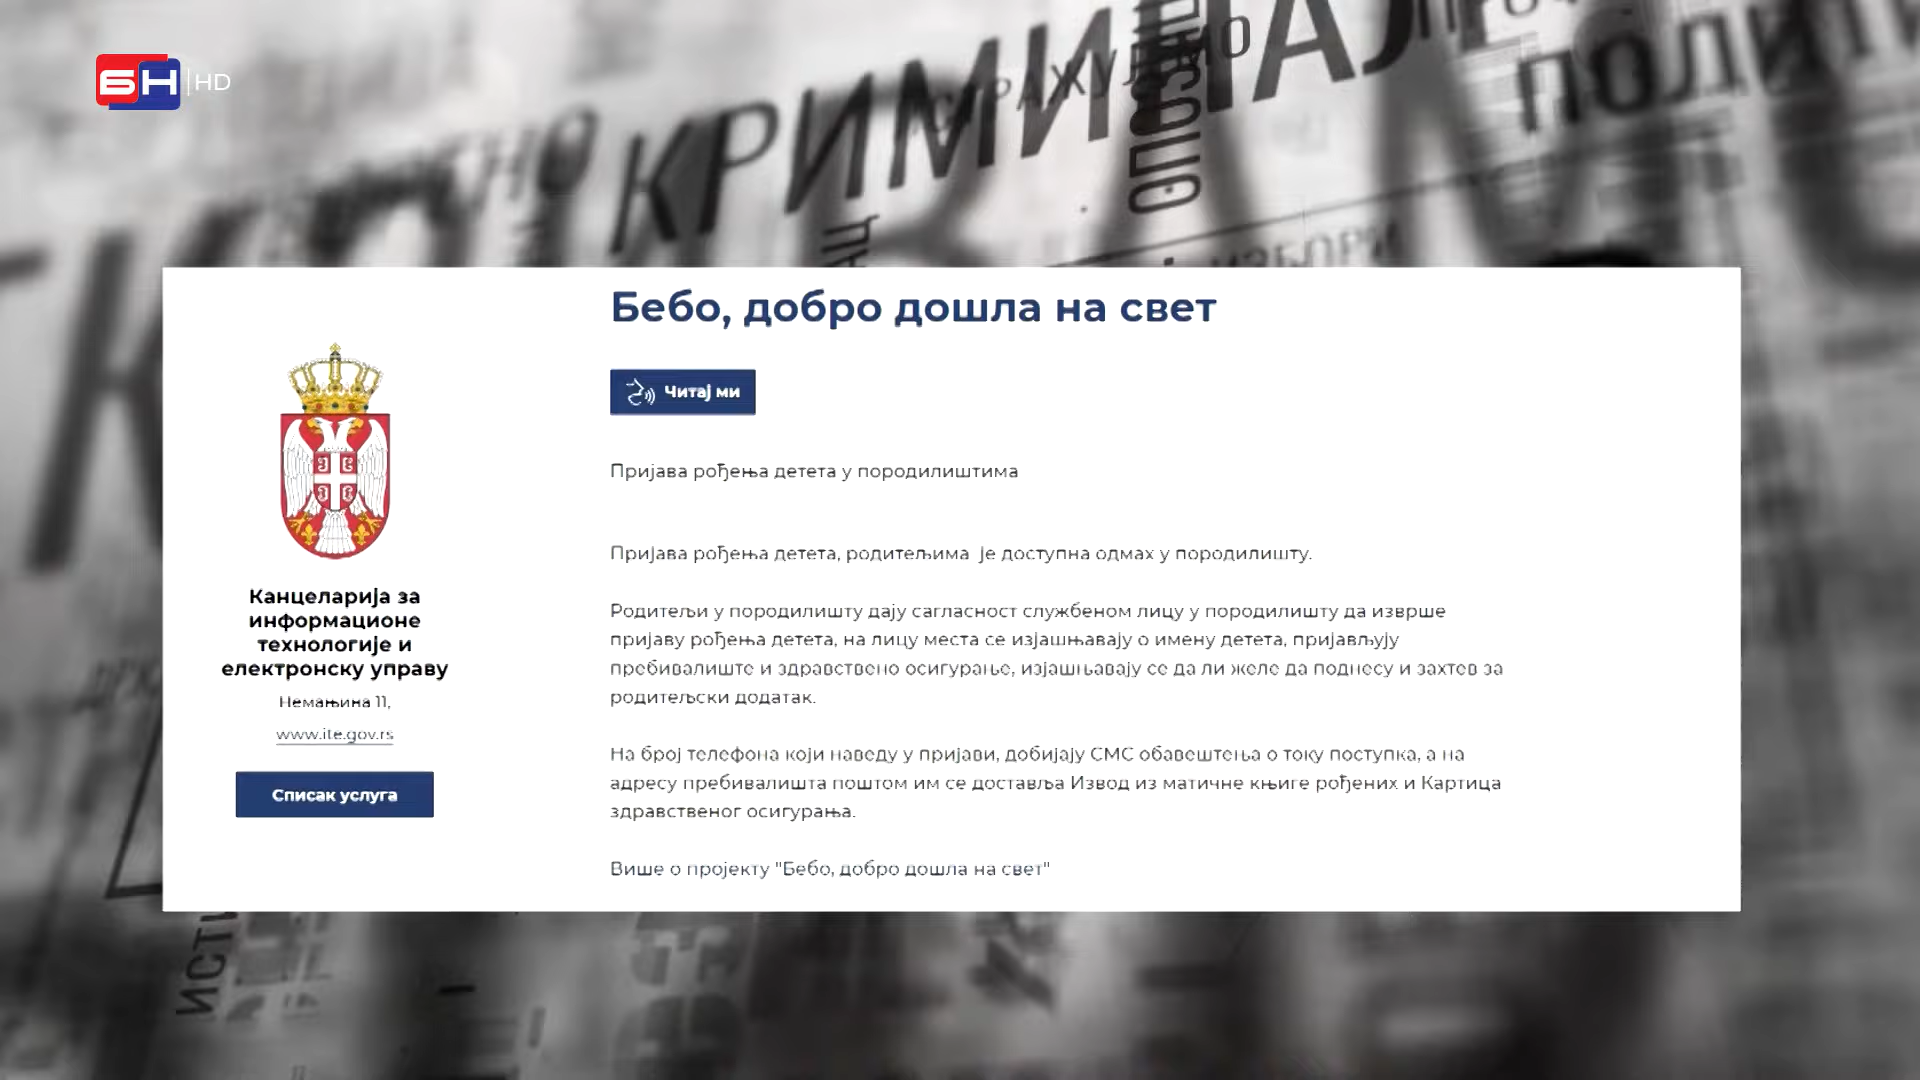 БН HD
КРИМИНАЛ
ИЗБОРИ
Бебо, добро дошла на свет
Читај ми
Пријава рођења детета у породилиштима
Пријава рођења детета, родитељима је доступна одмах у породилишту.
Родитељи у породилишту дају сагласност службеном лицу у породилишту да изврше
пријаву рођења детета, на лицу места се изјашњавају о имену детета, пријављују
пребивалиште и здравствено осигурање, изјашњавају се да ли желе да поднесу и захтев за
родитељски додатак.
На број телефона који наведу у пријави, добијају СМС обавештења о току поступка, а на
адресу пребивалишта поштом им се доставља Извод из матичне књиге рођених и Картица
здравственог осигурања.
Више о пројекту "Бебо, добро дошла на свет"
Канцеларија за
информационе
технологије и
електронску управу
Немањина 11,
www.ite.gov.rs
Списак услуга